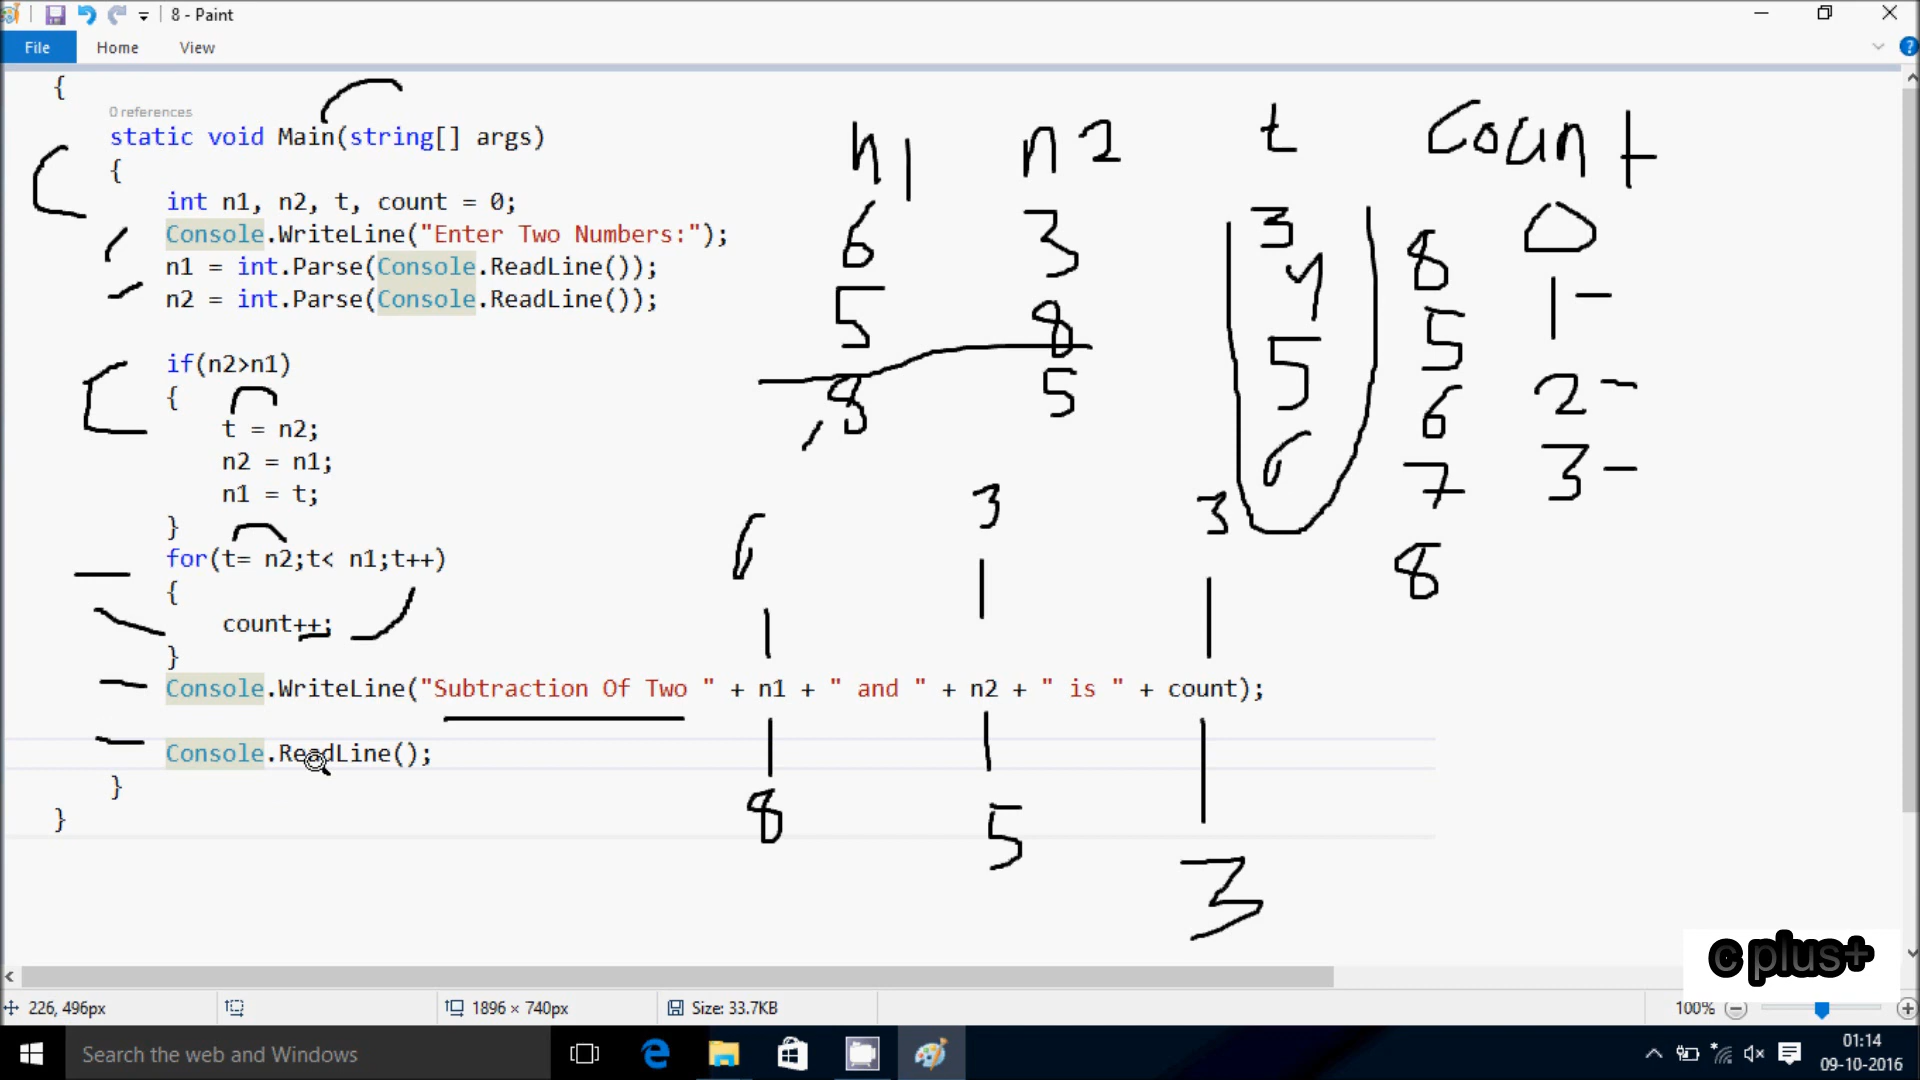 8 - Paint
File Home View
{
0 references
static void Main(string[] args)
{
int n1, n2, t, count = 0;
Console.WriteLine("Enter Two Numbers:");
n1 = int.Parse(Console.ReadLine());
n2 = int.Parse(Console.ReadLine());
if(n2>n1)
{
t = n2;
n2 = n1;
n1 = t;
}
for(t= n2;t< n1;t++)
{
count++;
}
Console.WriteLine("Subtraction Of Two " + n1 + " and " + n2 + " is " + count);
Console.ReadLine();
}
}
n1 n2 t count
6 3 3 8 0
5 8 4 5 1 -
8 5 5 6 2 -
6 7 3 -
8
6 3 3
8 5 3
c plus+
226, 496px 1896 × 740px Size: 33.7KB 100%
Search the web and Windows
01:14
09-10-2016